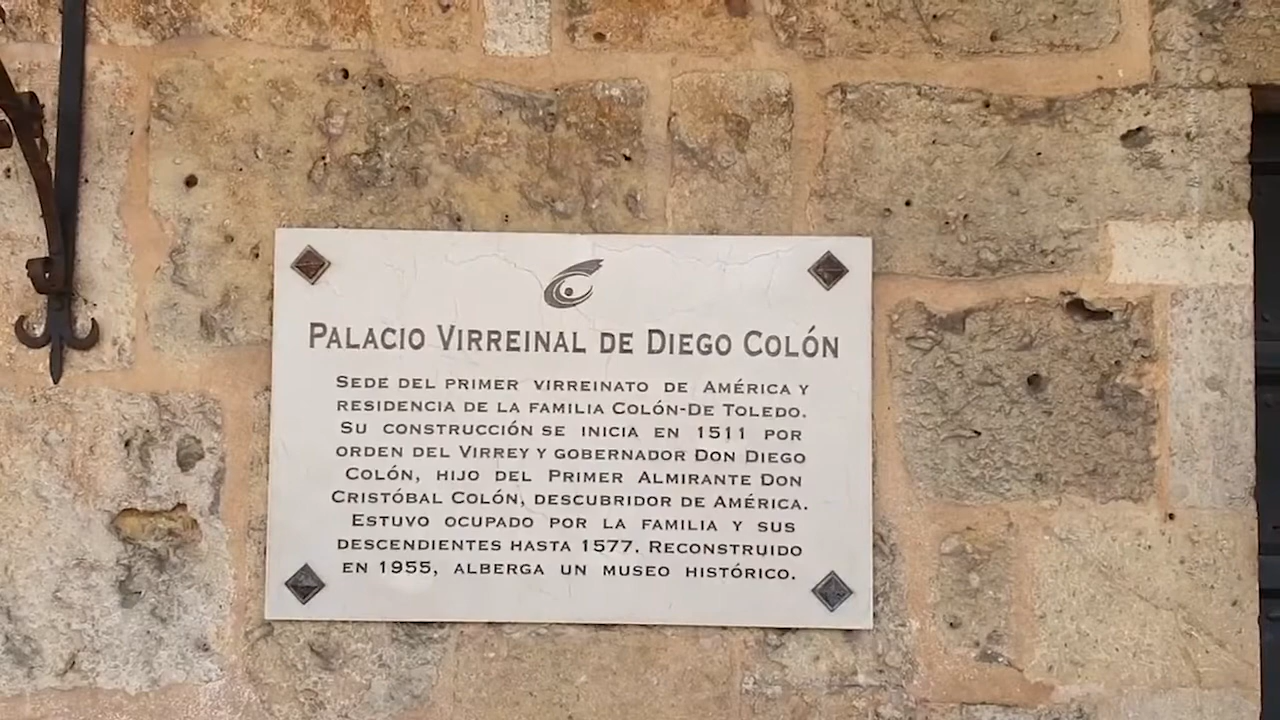 PALACIO VIRREINAL DE DIEGO COLÓN
SEDE DEL PRIMER VIRREINATO DE AMÉRICA Y
RESIDENCIA DE LA FAMILIA COLÓN-DE TOLEDO.
SU CONSTRUCCIÓN SE INICIA EN 1511 POR
ORDEN DEL VIRREY Y GOBERNADOR DON DIEGO
COLÓN, HIJO DEL PRIMER ALMIRANTE DON
CRISTÓBAL COLÓN, DESCUBRIDOR DE AMÉRICA.
ESTUVO OCUPADO POR LA FAMILIA Y SUS
DESCENDIENTES HASTA 1577. RECONSTRUIDO
EN 1955, ALBERGA UN MUSEO HISTÓRICO.